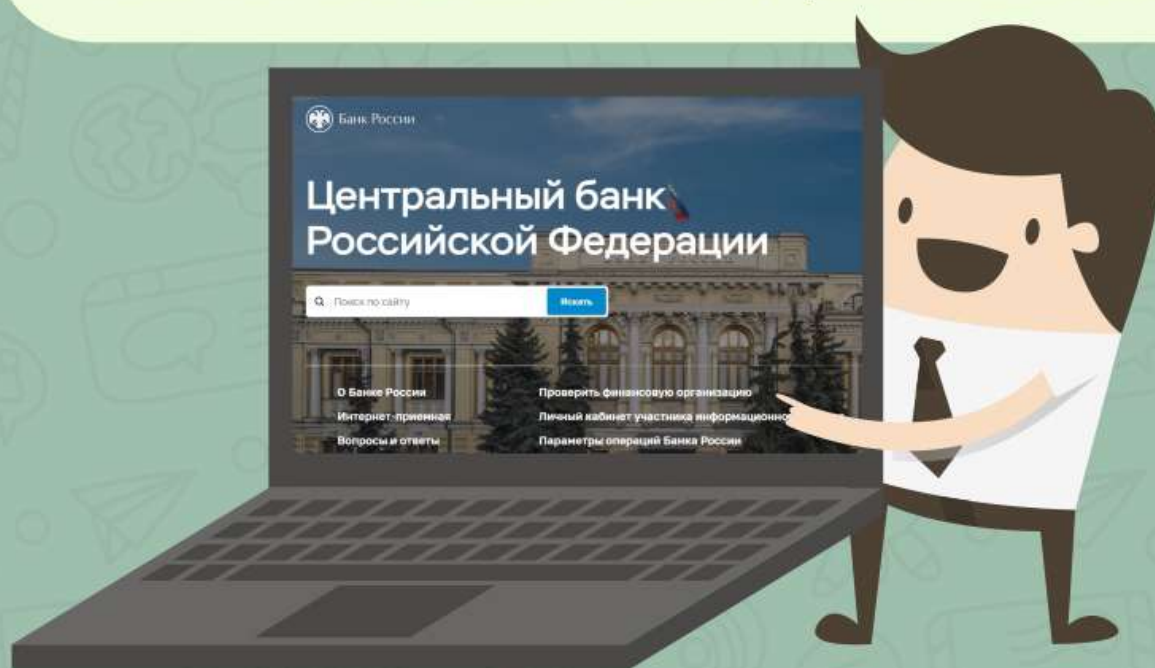 Банк России
Центральный банк
Российской Федерации
Поиск по сайту
Искать
О Банке России
Проверить финансовую организацию
Интернет-приемная
Личный кабинет участника информационно
Вопросы и ответы
Параметры операций Банка России